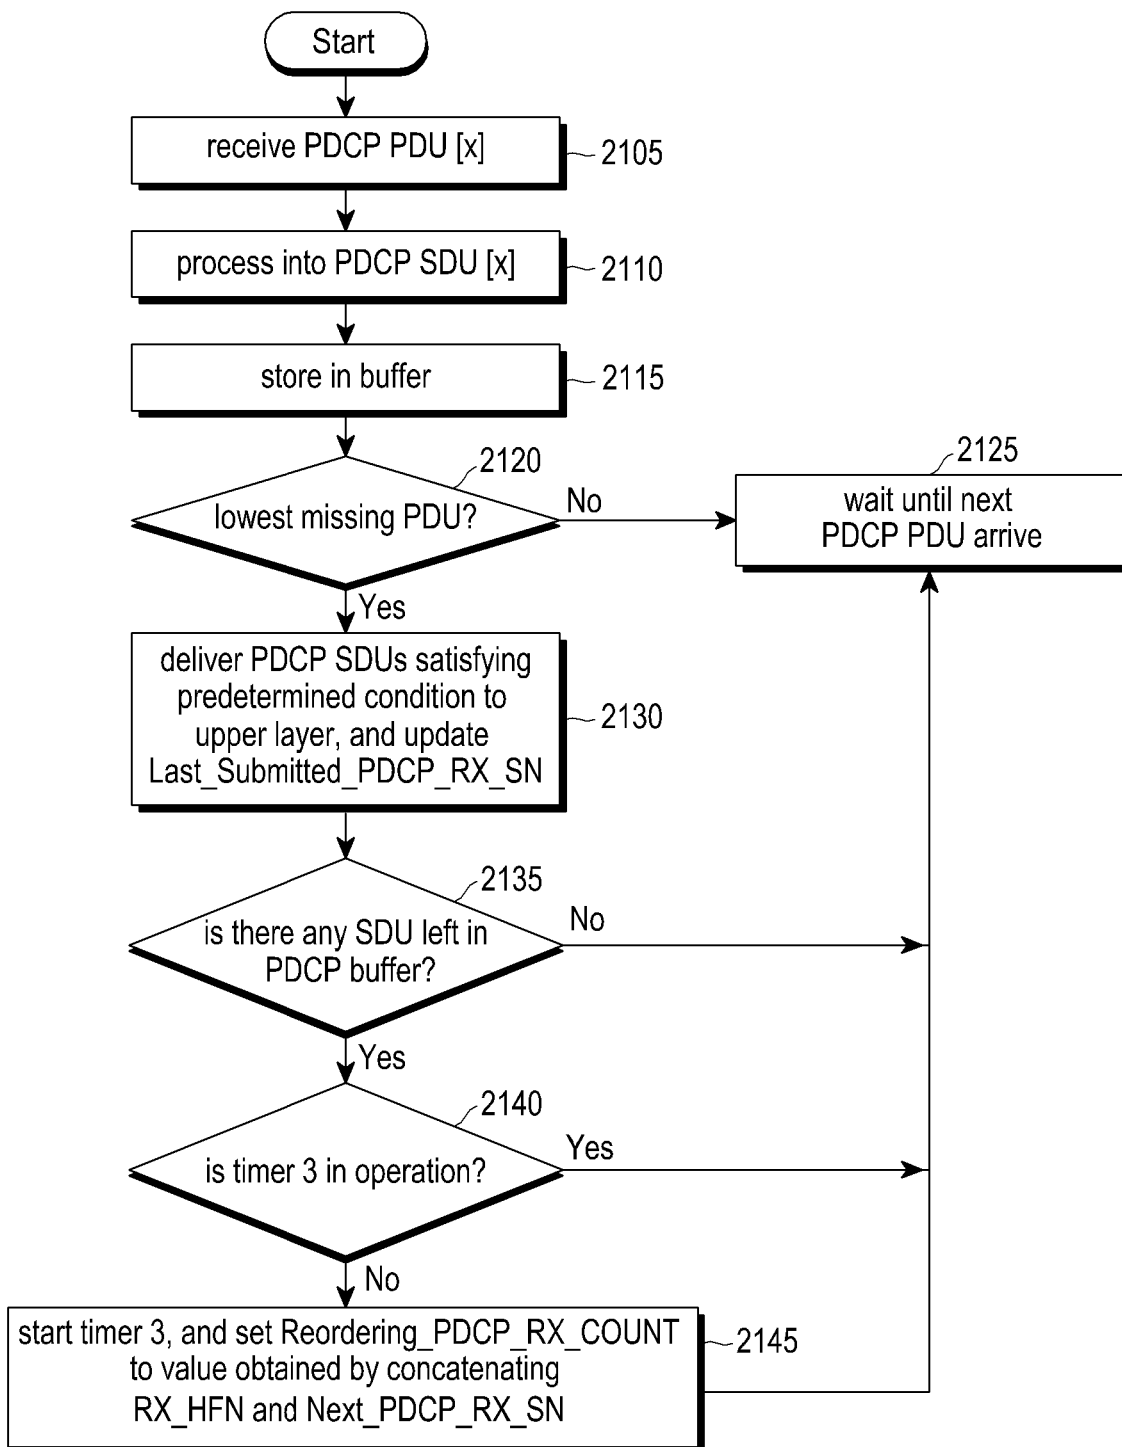 Start
receive PDCP PDU [x]
2105
process into PDCP SDU [x]
2110
store in buffer
2115
2120
lowest missing PDU?
No
2125
wait until next
PDCP PDU arrive
Yes
deliver PDCP SDUs satisfying
predetermined condition to
upper layer, and update
Last_Submitted_PDCP_RX_SN
2130
2135
is there any SDU left in
PDCP buffer?
No
Yes
2140
is timer 3 in operation?
Yes
No
start timer 3, and set Reordering_PDCP_RX_COUNT
to value obtained by concatenating
RX_HFN and Next_PDCP_RX_SN
2145